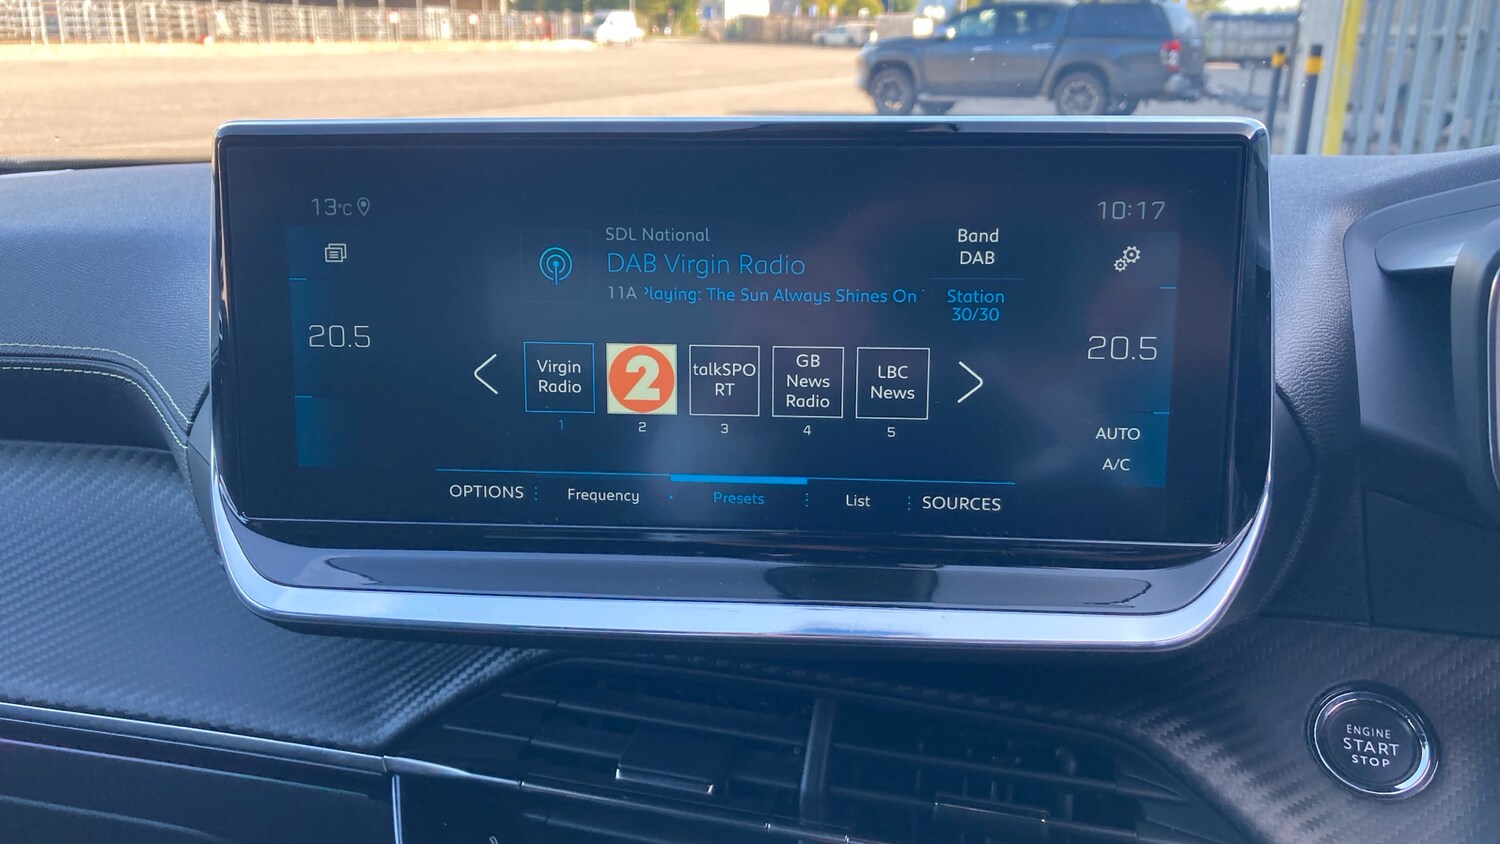 13°C
10:17
SDL National
DAB Virgin Radio
11A laying: The Sun Always Shines On
Band
DAB
Station
30/30
20.5
20.5
Virgin
Radio
2
talkSPO
RT
GB
News
Radio
LBC
News
1
2
3
4
5
AUTO
A/C
OPTIONS
Frequency
Presets
List
SOURCES
ENGINE
START
STOP